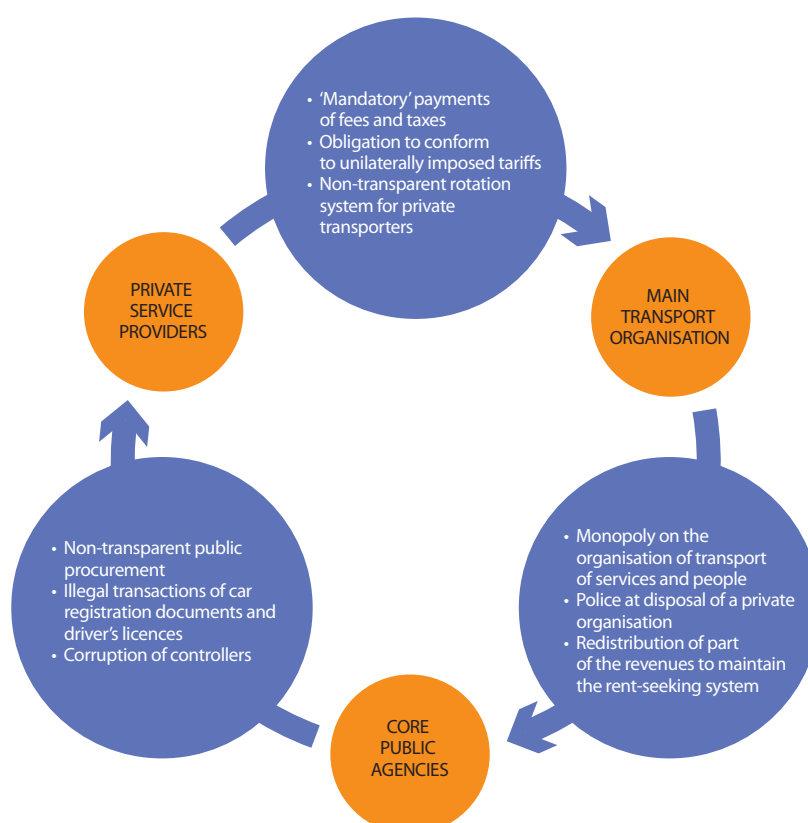 • ‘Mandatory’ payments
of fees and taxes
• Obligation to conform
to unilaterally imposed tariffs
• Non-transparent rotation
system for private
transporters
PRIVATE
SERVICE
PROVIDERS
MAIN
TRANSPORT
ORGANISATION
• Monopoly on the
organisation of transport
of services and people
• Police at disposal of a private
organisation
• Redistribution of part
of the revenues to maintain
the rent-seeking system
• Non-transparent public
procurement
• Illegal transactions of car
registration documents and
driver’s licences
• Corruption of controllers
CORE
PUBLIC
AGENCIES